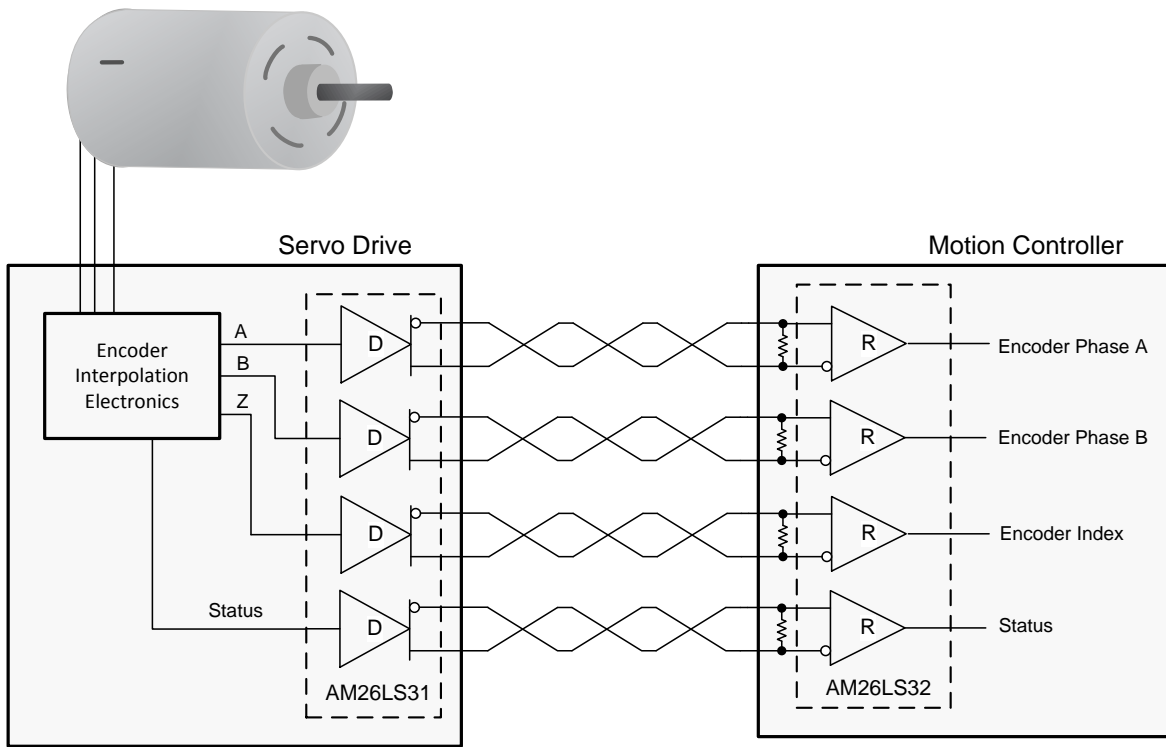 Servo Drive
Motion Controller
Encoder
Interpolation
Electronics
A
B
Z
Status
D
D
D
D
AM26LS31
R
R
R
R
AM26LS32
Encoder Phase A
Encoder Phase B
Encoder Index
Status